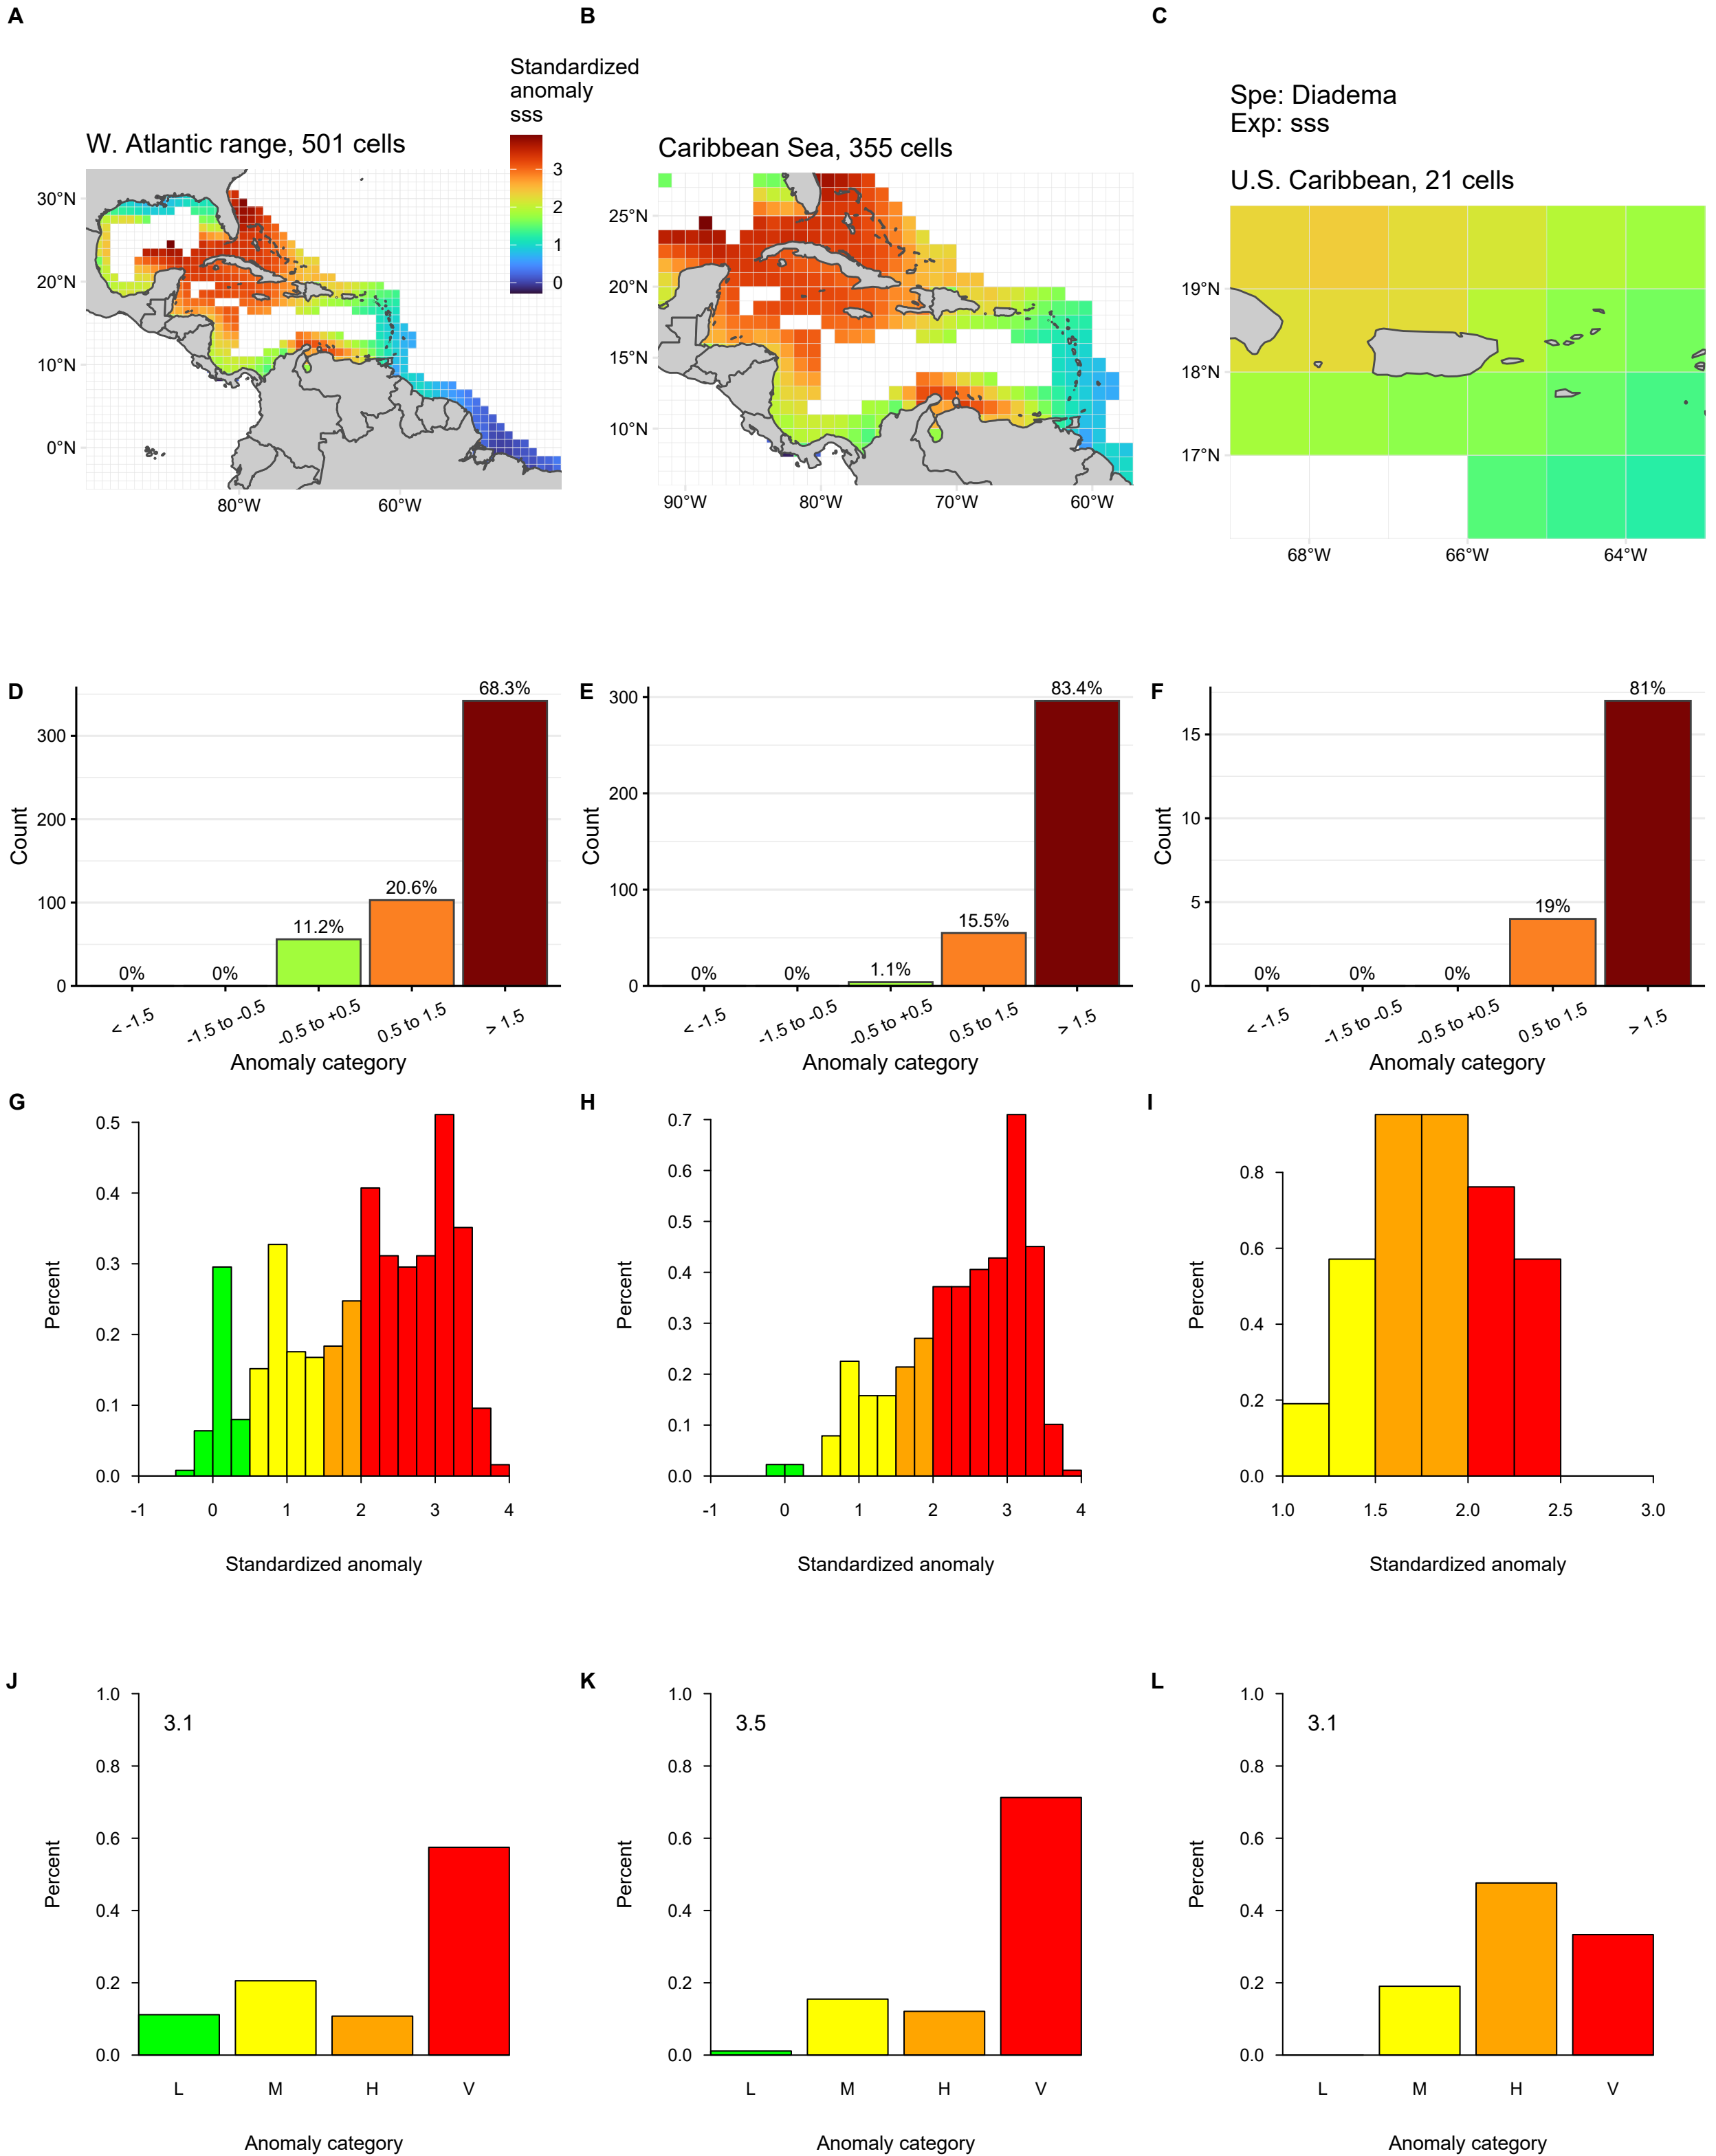 A
B
C
Standardized
anomaly
sss
3
2
1
0
W. Atlantic range, 501 cells
30°N
20°N
10°N
0°N
80°W
60°W
Caribbean Sea, 355 cells
25°N
20°N
15°N
10°N
90°W
80°W
70°W
60°W
Spe: Diadema
Exp: sss
U.S. Caribbean, 21 cells
19°N
18°N
17°N
68°W
66°W
64°W
D
Count
300
200
100
0
0%
0%
11.2%
20.6%
68.3%
< -1.5
-1.5 to -0.5
-0.5 to +0.5
0.5 to 1.5
> 1.5
Anomaly category
E
Count
300
200
100
0
0%
0%
1.1%
15.5%
83.4%
< -1.5
-1.5 to -0.5
-0.5 to +0.5
0.5 to 1.5
> 1.5
Anomaly category
F
Count
15
10
5
0
0%
0%
0%
19%
81%
< -1.5
-1.5 to -0.5
-0.5 to +0.5
0.5 to 1.5
> 1.5
Anomaly category
G
Percent
0.5
0.4
0.3
0.2
0.1
0.0
-1
0
1
2
3
4
Standardized anomaly
H
Percent
0.7
0.6
0.5
0.4
0.3
0.2
0.1
0.0
-1
0
1
2
3
4
Standardized anomaly
I
Percent
0.8
0.6
0.4
0.2
0.0
1.0
1.5
2.0
2.5
3.0
Standardized anomaly
J
Percent
1.0
0.8
0.6
0.4
0.2
0.0
3.1
L
M
H
V
Anomaly category
K
Percent
1.0
0.8
0.6
0.4
0.2
0.0
3.5
L
M
H
V
Anomaly category
L
Percent
1.0
0.8
0.6
0.4
0.2
0.0
3.1
L
M
H
V
Anomaly category